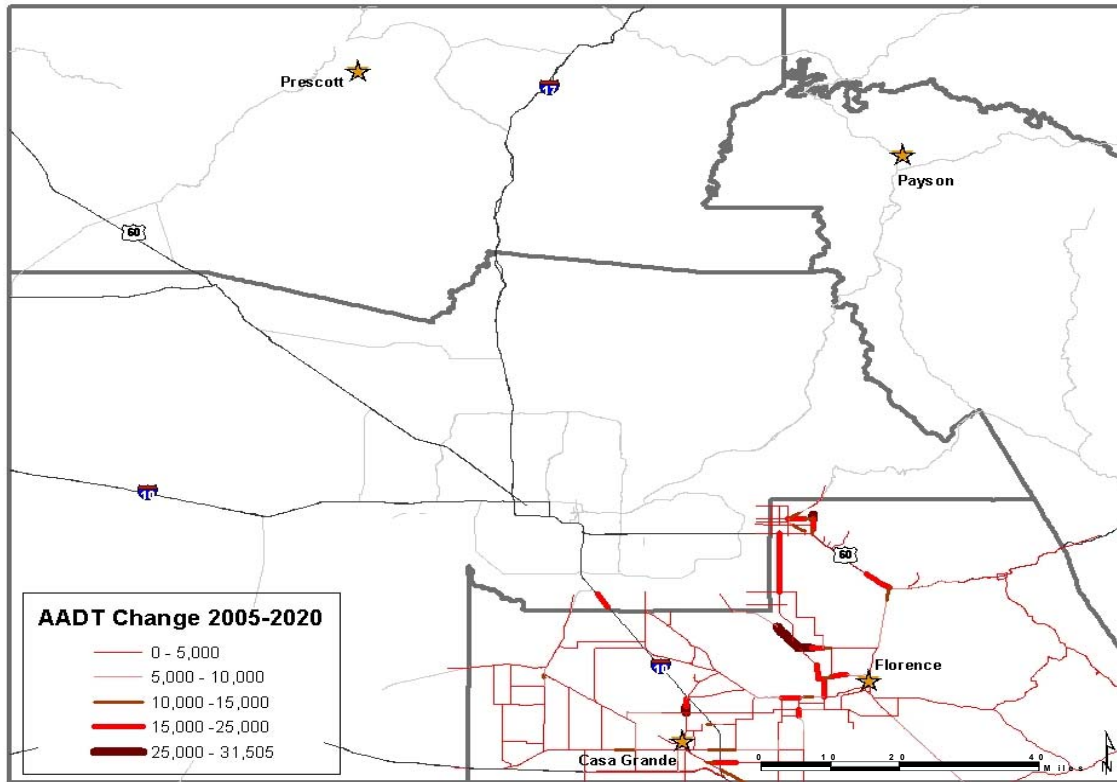 Prescott
17
Payson
60
10
60
AADT Change 2005-2020
0 - 5,000
5,000 - 10,000
10,000 -15,000
15,000 -25,000
25,000 - 31,505
10
Florence
Casa Grande
0 10 20 40
Miles
N